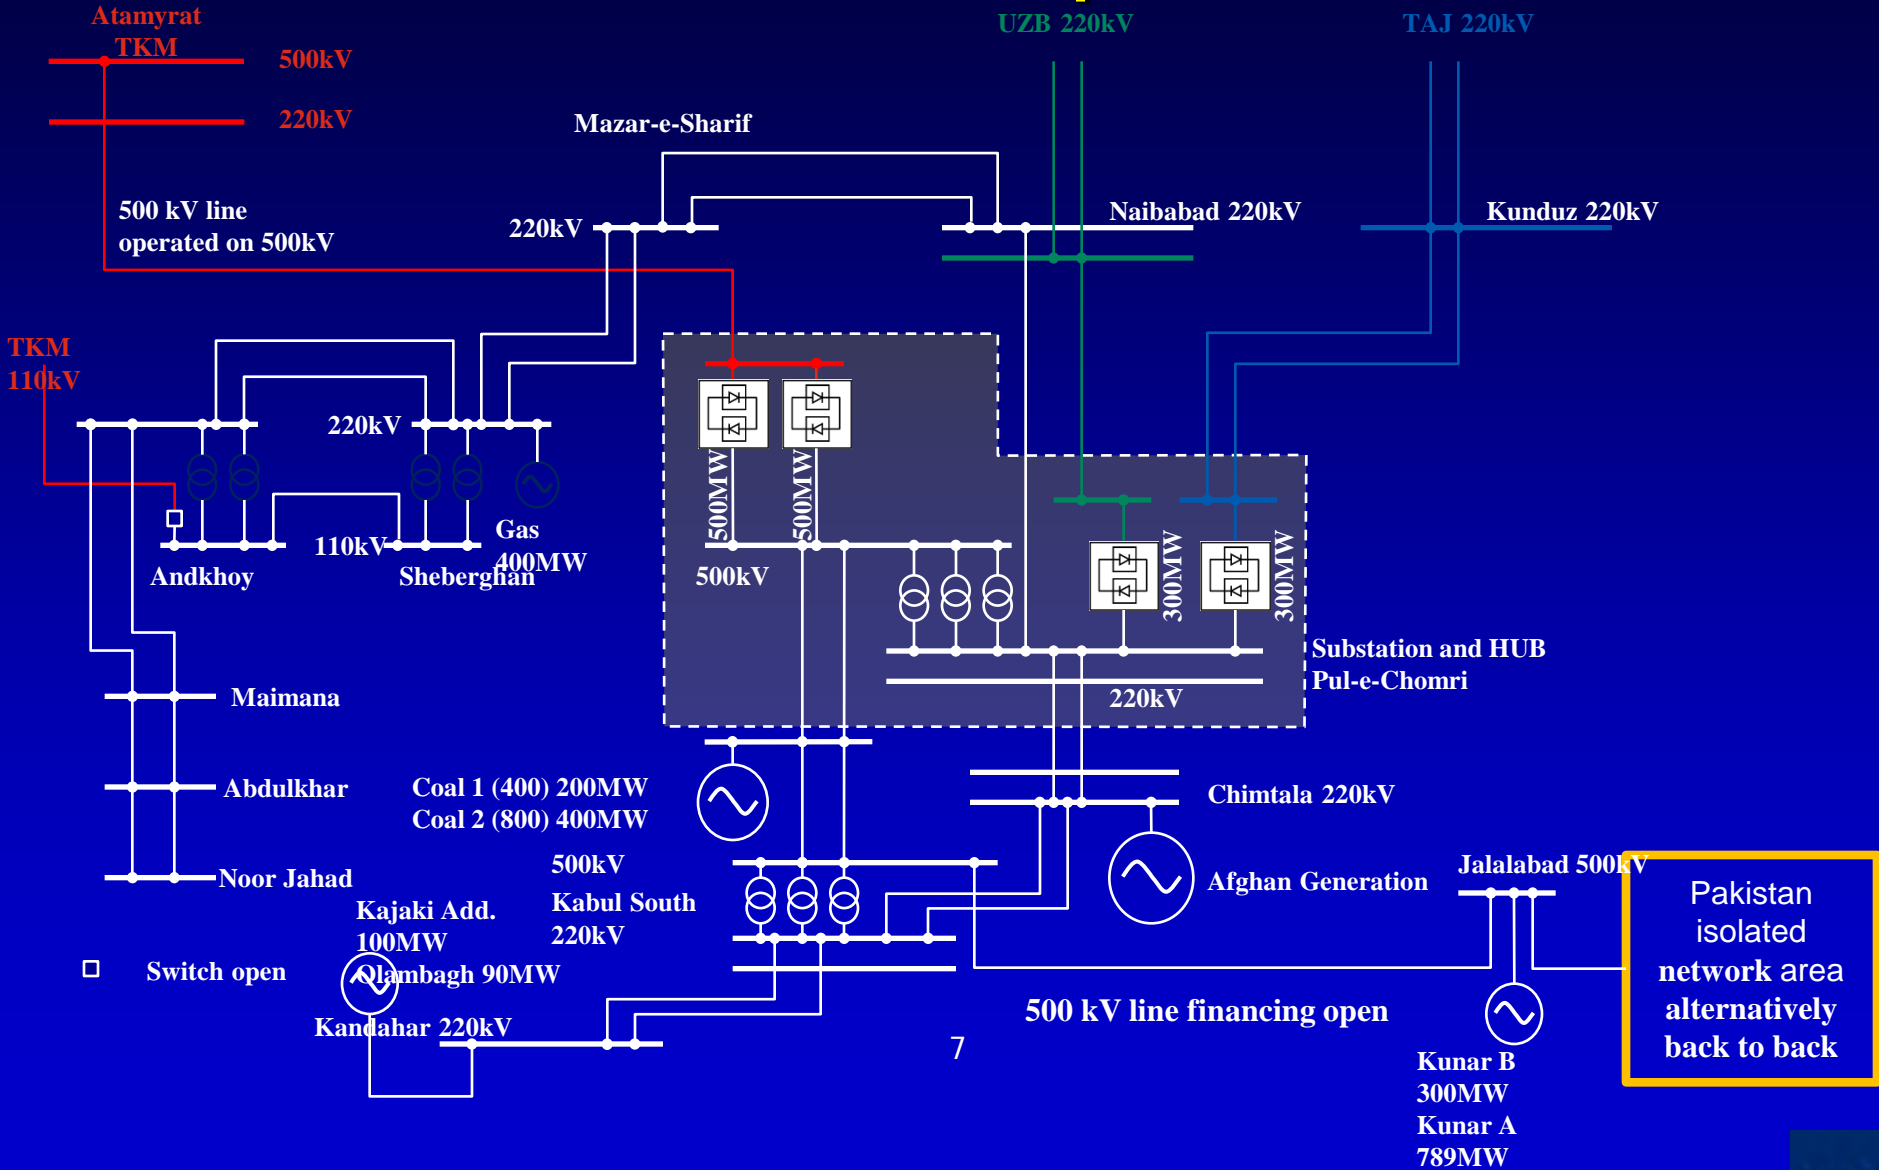 Atamyrat
TKM
500kV
220kV
UZB 220kV
TAJ 220kV
Mazar-e-Sharif
500 kV line
operated on 500kV
220kV
Naibabad 220kV
Kunduz 220kV
TKM
110kV
220kV
500MW
500MW
Gas
400MW
110kV
Andkhoy
Sheberghan
500kV
300MW
300MW
Substation and HUB
Pul-e-Chomri
220kV
Maimana
Abdulkhar
Noor Jahad
Coal 1 (400) 200MW
Coal 2 (800) 400MW
Chimtala 220kV
500kV
Kabul South
220kV
Afghan Generation
Jalalabad 500kV
Pakistan
isolated
network area
alternatively
back to back
Kajaki Add.
100MW
Olambagh 90MW
Switch open
Kandahar 220kV
500 kV line financing open
7
Kunar B
300MW
Kunar A
789MW